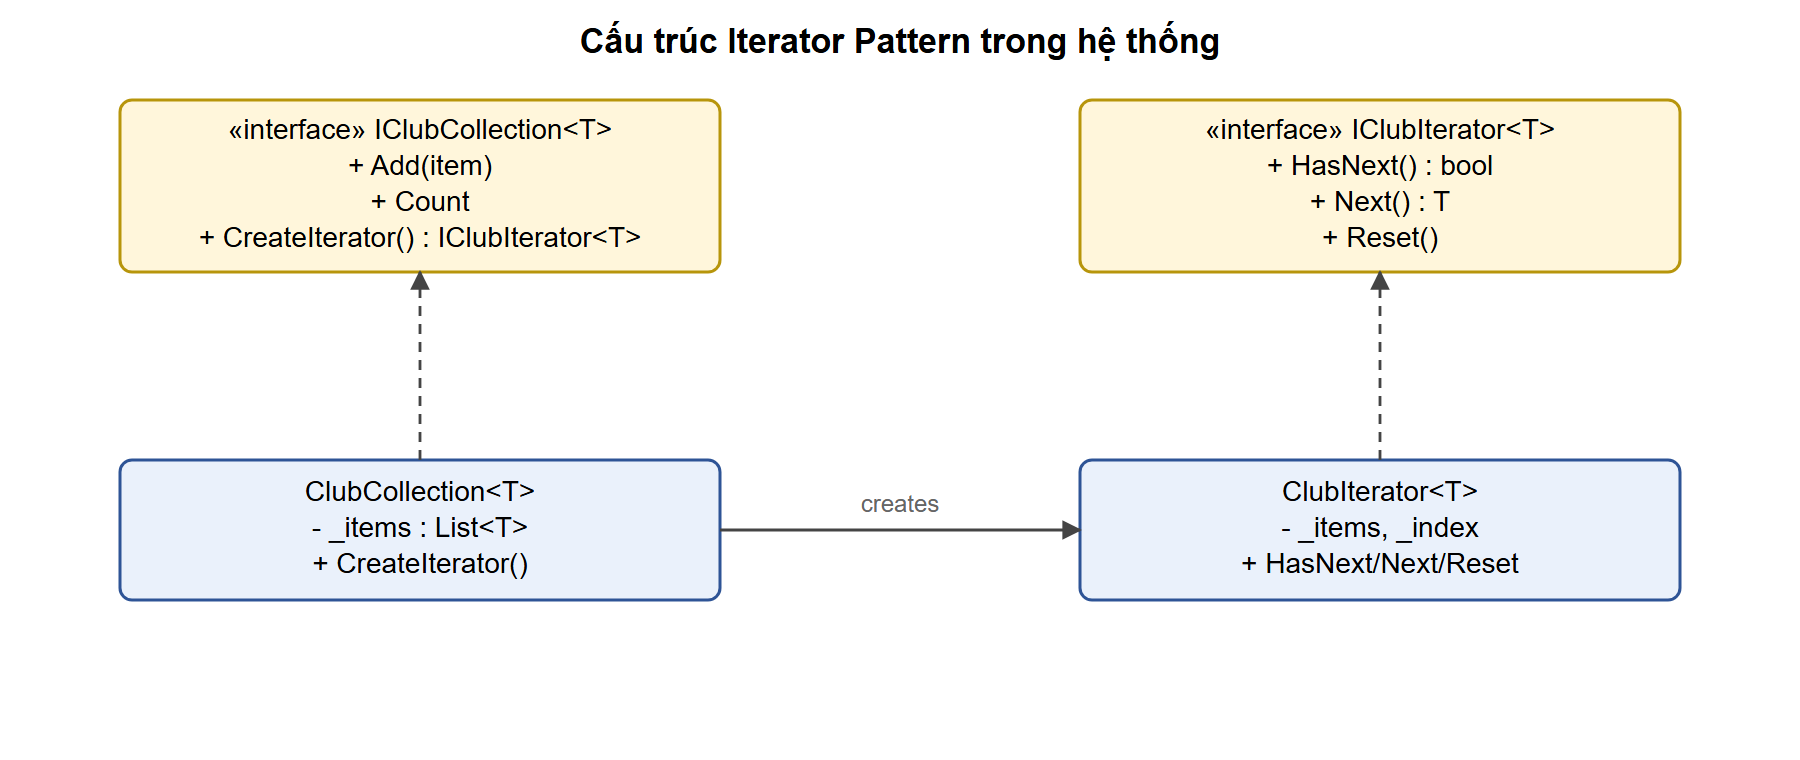 Cấu trúc Iterator Pattern trong hệ thống
«interface» IClubCollection<T>
+ Add(item)
+ Count
+ CreateIterator() : IClubIterator<T>
«interface» IClubIterator<T>
+ HasNext() : bool
+ Next() : T
+ Reset()
ClubCollection<T>
- _items : List<T>
+ CreateIterator()
creates
ClubIterator<T>
- _items, _index
+ HasNext/Next/Reset